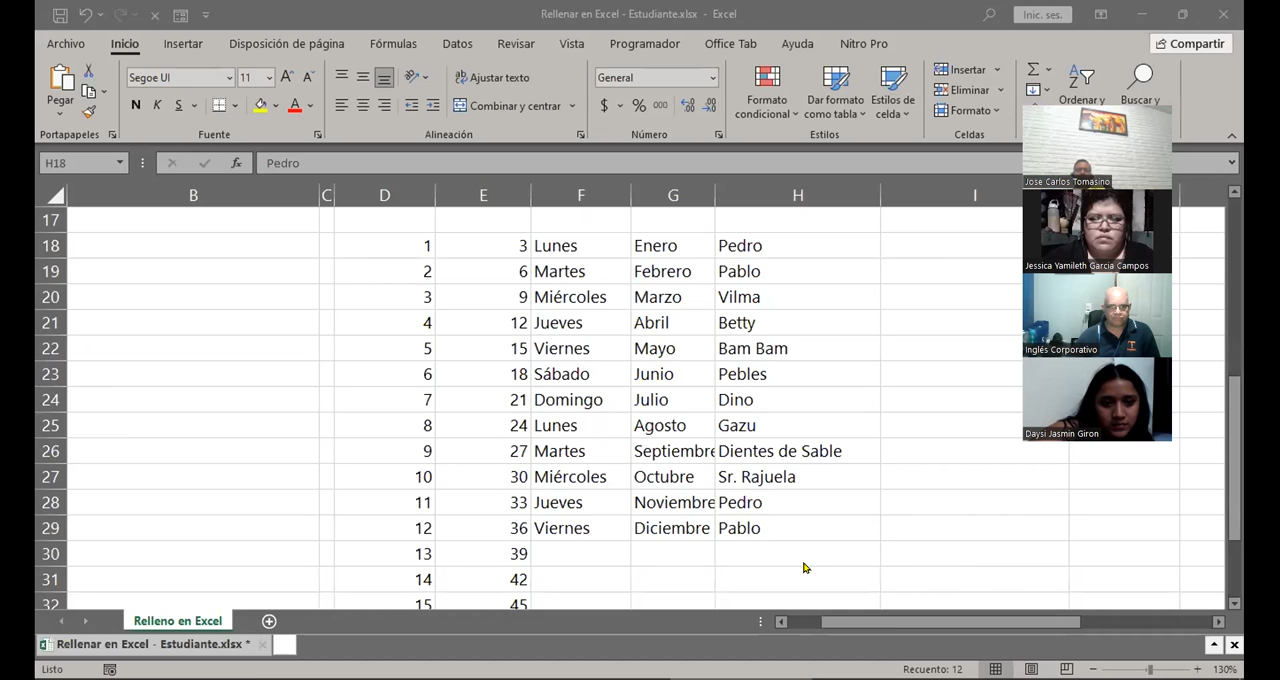 Rellenar en Excel - Estudiante.xlsx - Excel
Inic. ses.
Archivo Inicio Insertar Disposición de página Fórmulas Datos Revisar Vista Programador Office Tab Ayuda Nitro Pro Compartir
Pegar
Segoe UI 11
N K S
Ajustar texto
Combinar y centrar
General
$ % 000
Formato condicional
Dar formato como tabla
Estilos de celda
Insertar
Eliminar
Formato
Ordenar y
Buscar y
Portapapeles Fuente Alineación Número Estilos Celdas
H18 fx Pedro
B C D E F G H I
17
18 1 3 Lunes Enero Pedro
19 2 6 Martes Febrero Pablo
20 3 9 Miércoles Marzo Vilma
21 4 12 Jueves Abril Betty
22 5 15 Viernes Mayo Bam Bam
23 6 18 Sábado Junio Pebles
24 7 21 Domingo Julio Dino
25 8 24 Lunes Agosto Gazu
26 9 27 Martes Septiembre Dientes de Sable
27 10 30 Miércoles Octubre Sr. Rajuela
28 11 33 Jueves Noviembre Pedro
29 12 36 Viernes Diciembre Pablo
30 13 39
31 14 42
32 15 45
Jose Carlos Tomasino
Jessica Yamileth Garcia Campos
Inglés Corporativo
Daysi Jasmin Giron
Relleno en Excel
Rellenar en Excel - Estudiante.xlsx *
Listo Recuento: 12 130%